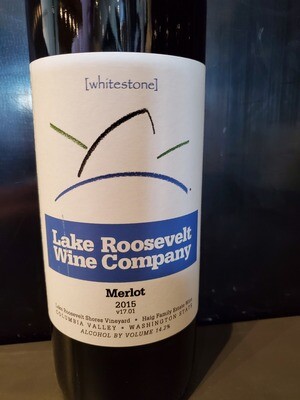 [whitestone]
Lake Roosevelt
Wine Company
Merlot
2015
v17.01
Lake Roosevelt Shores Vineyard • Haig Family Estate Wine
COLUMBIA VALLEY • WASHINGTON STATE
ALCOHOL BY VOLUME 14.2%